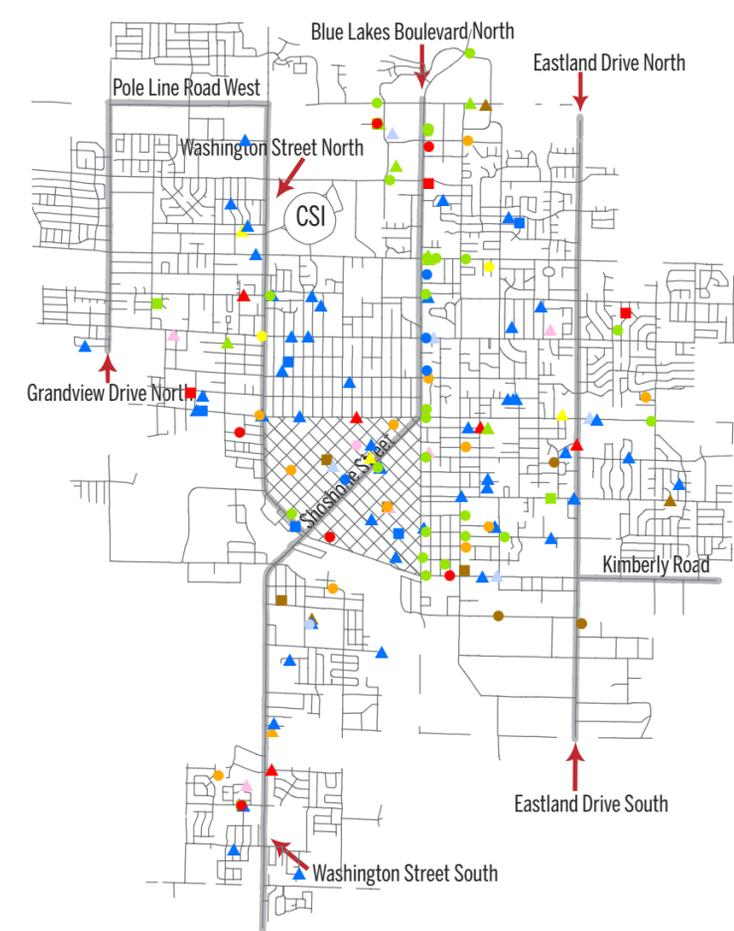 Blue Lakes Boulevard North
Eastland Drive North
Pole Line Road West
Washington Street North
CSI
Grandview Drive North
Shoshone Street
Kimberly Road
Eastland Drive South
Washington Street South